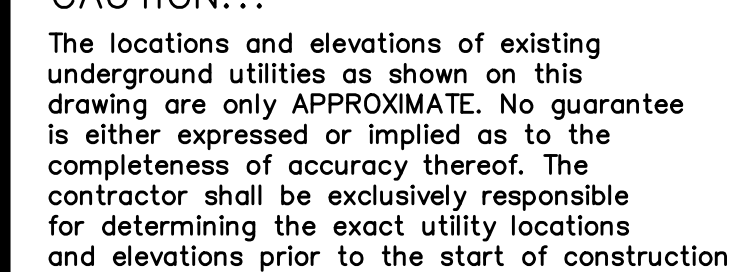 CAUTION...
The locations and elevations of existing
underground utilities as shown on this
drawing are only APPROXIMATE. No guarantee
is either expressed or implied as to the
completeness of accuracy thereof. The
contractor shall be exclusively responsible
for determining the exact utility locations
and elevations prior to the start of construction